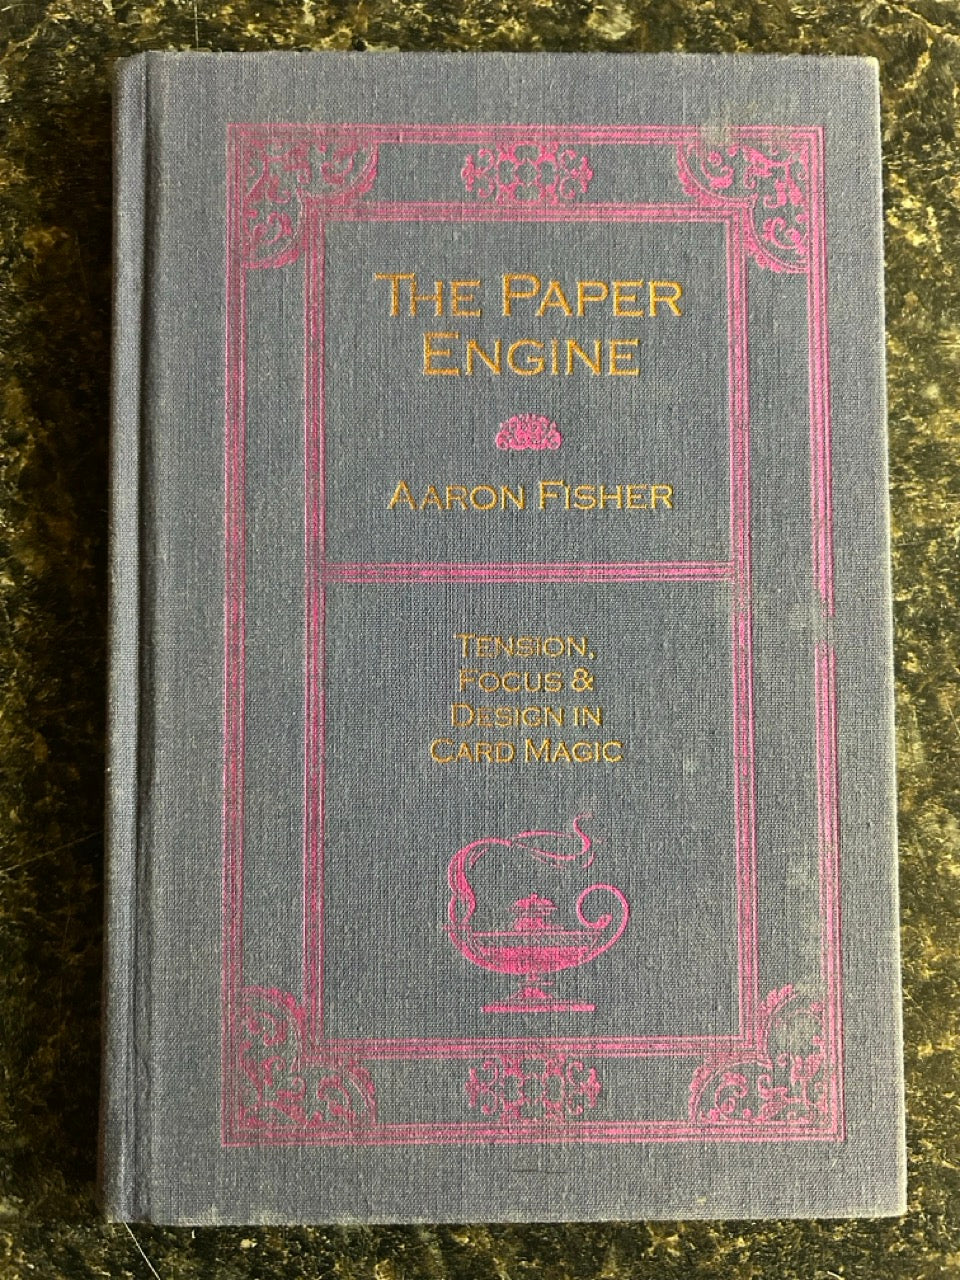 THE PAPER
ENGINE
AARON FISHER
TENSION,
FOCUS &
DESIGN IN
CARD MAGIC